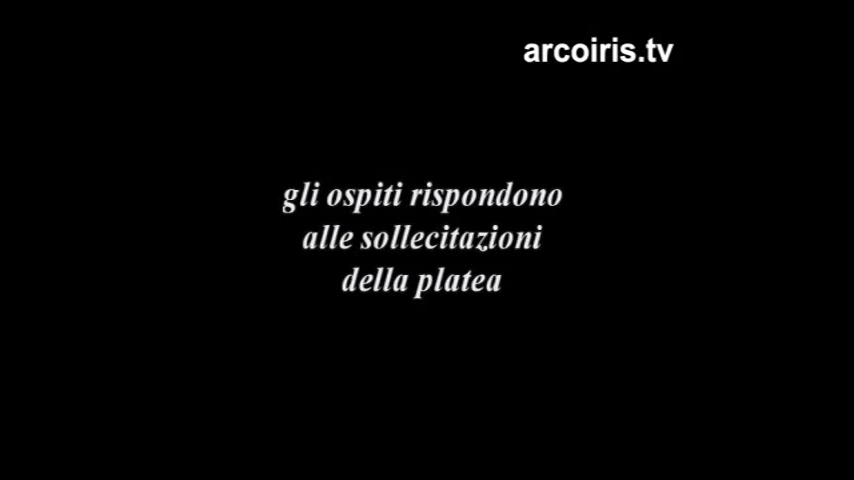 arcoiris.tv
gli ospiti rispondono
alle sollecitazioni
della platea